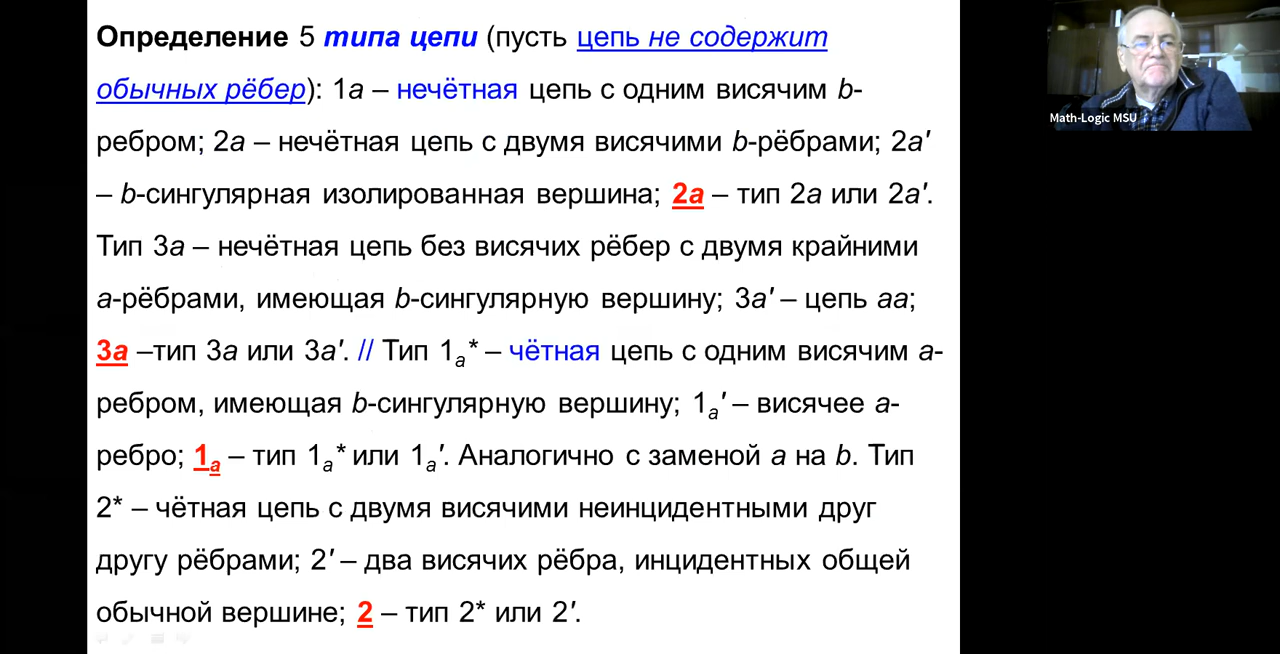 Определение 5 типа цепи (пусть цепь не содержит
обычных рёбер): 1a – нечётная цепь с одним висячим b-
ребром; 2a – нечётная цепь с двумя висячими b-рёбрами; 2a′
– b-сингулярная изолированная вершина; 2a – тип 2a или 2a′.
Тип 3a – нечётная цепь без висячих рёбер с двумя крайними
a-рёбрами, имеющая b-сингулярную вершину; 3a′ – цепь aa;
3a –тип 3a или 3a′. // Тип 1a* – чётная цепь с одним висячим a-
ребром, имеющая b-сингулярную вершину; 1a′ – висячее a-
ребро; 1a – тип 1a* или 1a′. Аналогично с заменой a на b. Тип
2* – чётная цепь с двумя висячими неинцидентными друг
другу рёбрами; 2′ – два висячих ребра, инцидентных общей
обычной вершине; 2 – тип 2* или 2′.
Math-Logic MSU